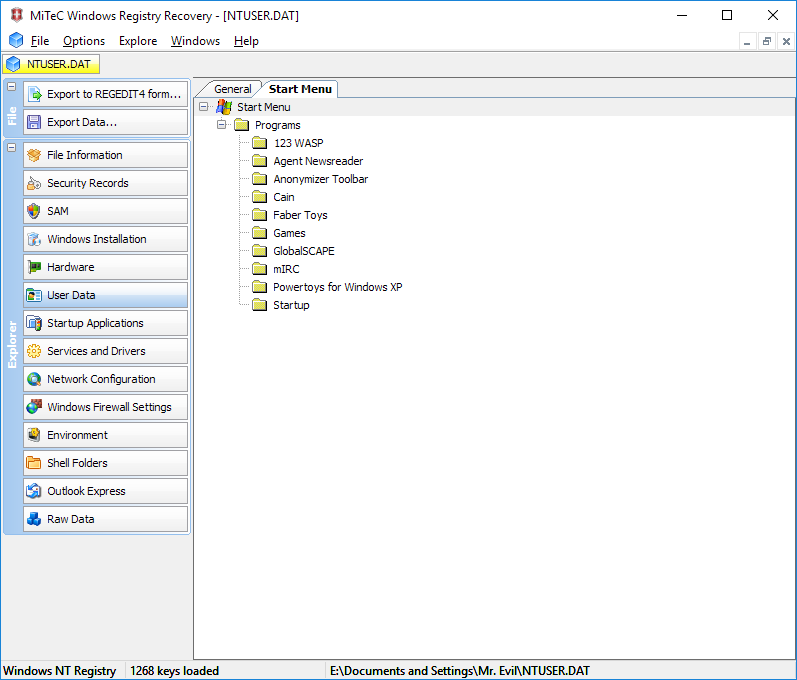 MiTeC Windows Registry Recovery - [NTUSER.DAT]
File Options Explore Windows Help
NTUSER.DAT
File
Export to REGEDIT4 form...
Export Data...
Explorer
File Information
Security Records
SAM
Windows Installation
Hardware
User Data
Startup Applications
Services and Drivers
Network Configuration
Windows Firewall Settings
Environment
Shell Folders
Outlook Express
Raw Data
General Start Menu
Start Menu
Programs
123 WASP
Agent Newsreader
Anonymizer Toolbar
Cain
Faber Toys
Games
GlobalSCAPE
mIRC
Powertoys for Windows XP
Startup
Windows NT Registry 1268 keys loaded E:\Documents and Settings\Mr. Evil\NTUSER.DAT